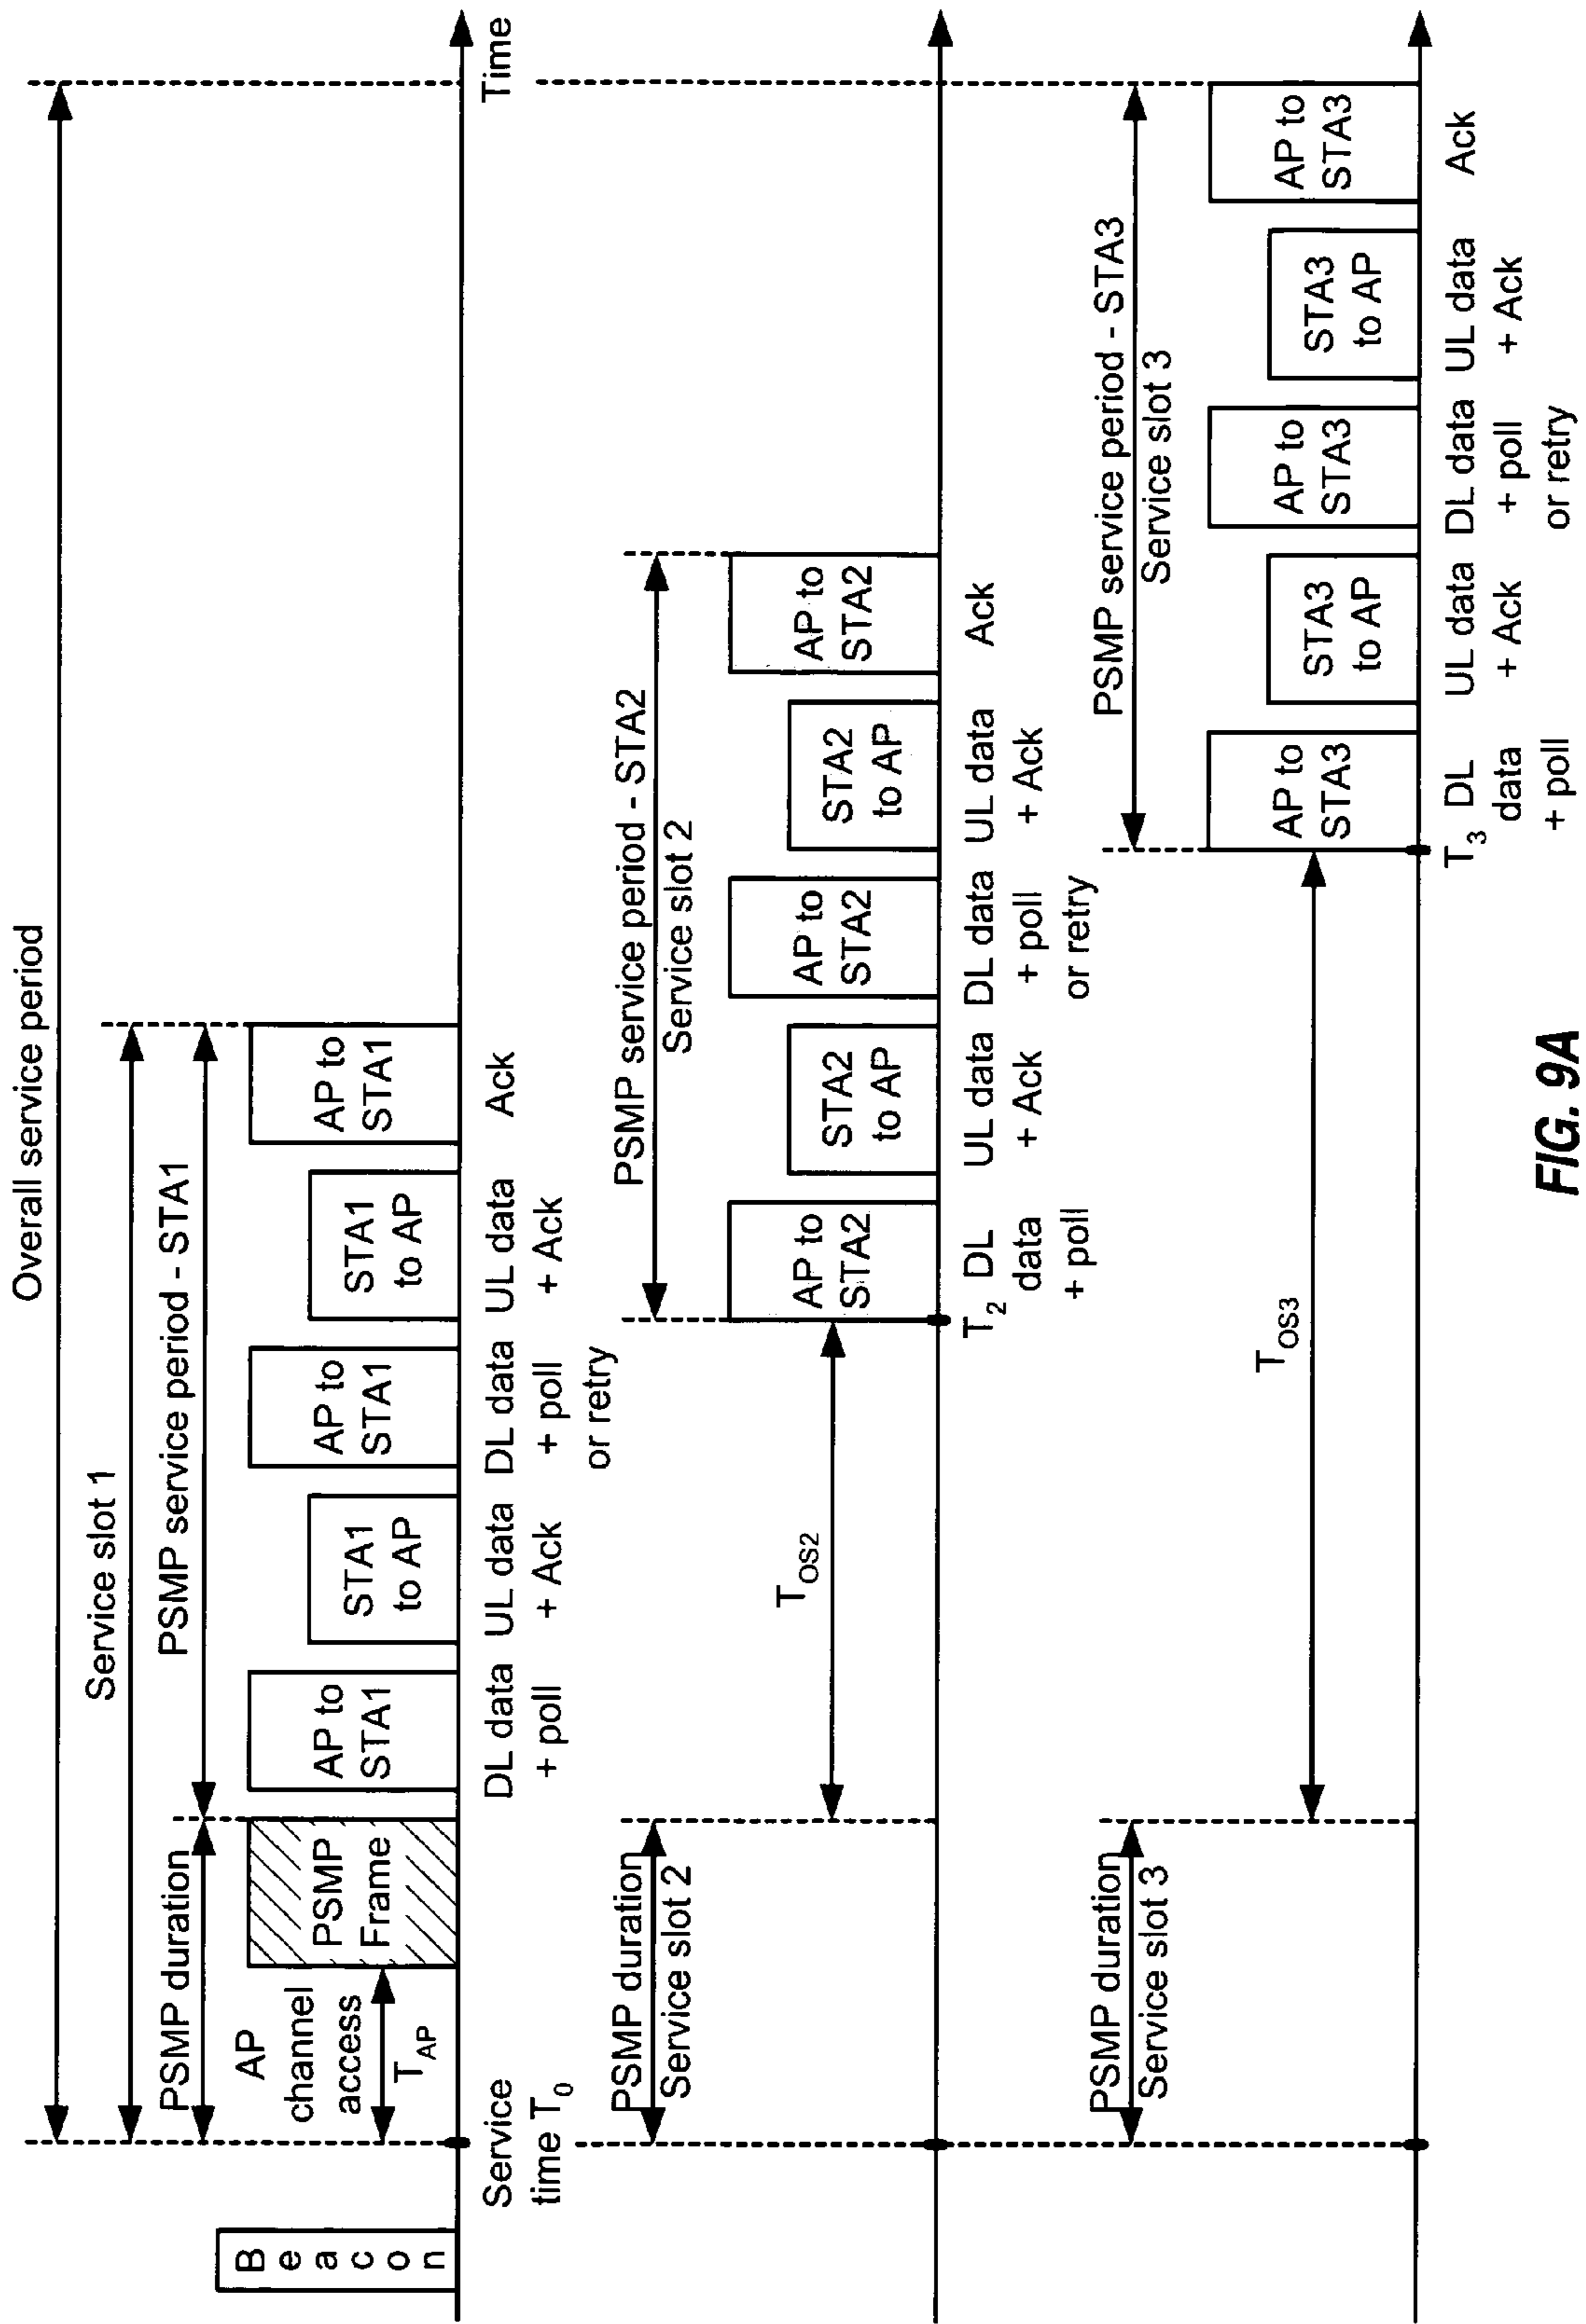 Overall service period
Service slot 1
PSMP duration
PSMP service period - STA1
B
e
a
c
o
n
AP
channel
access
T_AP
PSMP
Frame
AP to
STA1
STA1
to AP
AP to
STA1
STA1
to AP
AP to
STA1
Service
time T_0
DL data
+ poll
UL data
+ Ack
DL data
+ poll
or retry
UL data
+ Ack
Ack
Time
PSMP duration
Service slot 2
PSMP service period - STA2
Service slot 2
T_OS2
AP to
STA2
STA2
to AP
AP to
STA2
STA2
to AP
AP to
STA2
T_2
DL
data
+ poll
UL data
+ Ack
DL data
+ poll
or retry
UL data
+ Ack
Ack
PSMP duration
Service slot 3
PSMP service period - STA3
Service slot 3
T_OS3
AP to
STA3
STA3
to AP
AP to
STA3
STA3
to AP
AP to
STA3
T_3
DL
data
+ poll
UL data
+ Ack
DL data
+ poll
or retry
UL data
+ Ack
Ack
FIG. 9A